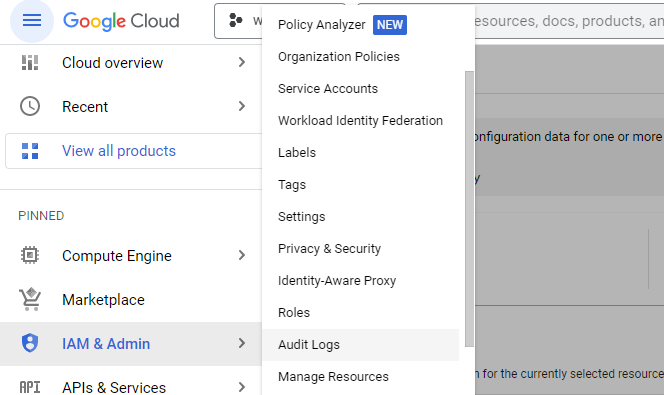 Google Cloud
w
esources, docs, products, an
Cloud overview
Recent
View all products
PINNED
Compute Engine
Marketplace
IAM & Admin
API
APIs & Services
Policy Analyzer NEW
Organization Policies
Service Accounts
Workload Identity Federation
Labels
Tags
Settings
Privacy & Security
Identity-Aware Proxy
Roles
Audit Logs
Manage Resources
onfiguration data for one or more
y
n for the currently selected resource